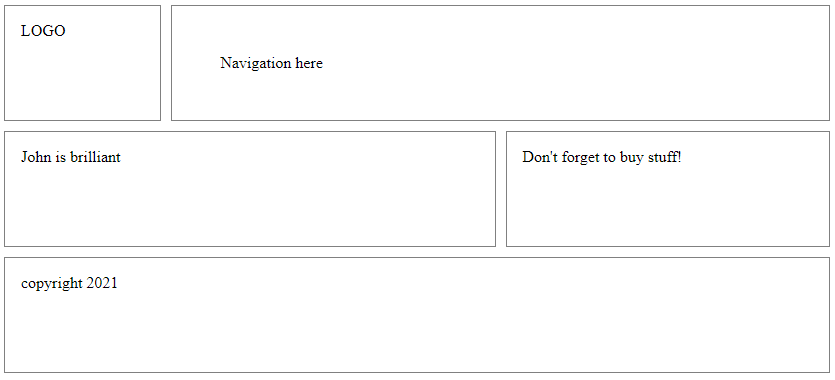 LOGO
Navigation here
John is brilliant
Don't forget to buy stuff!
copyright 2021